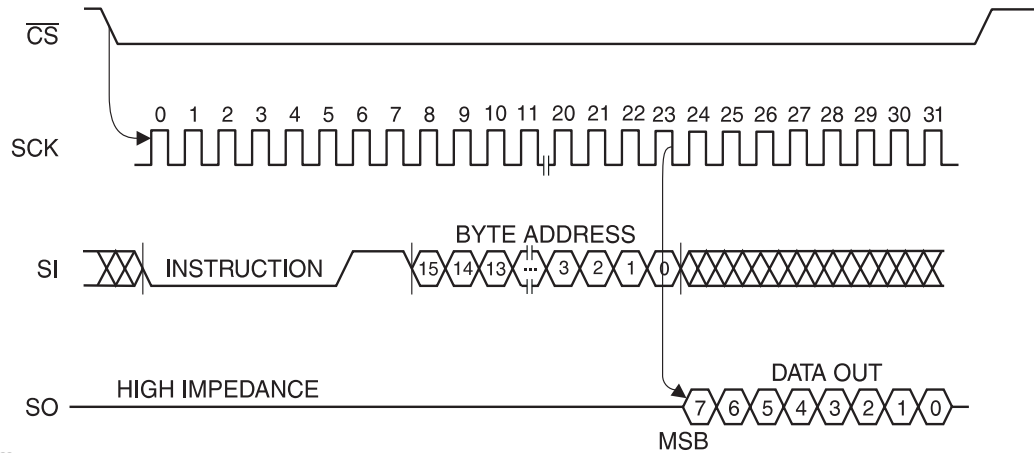 CS
0 1 2 3 4 5 6 7 8 9 10 11 20 21 22 23 24 25 26 27 28 29 30 31
SCK
BYTE ADDRESS
SI INSTRUCTION 15 14 13 ... 3 2 1 0
HIGH IMPEDANCE DATA OUT
SO 7 6 5 4 3 2 1 0
MSB